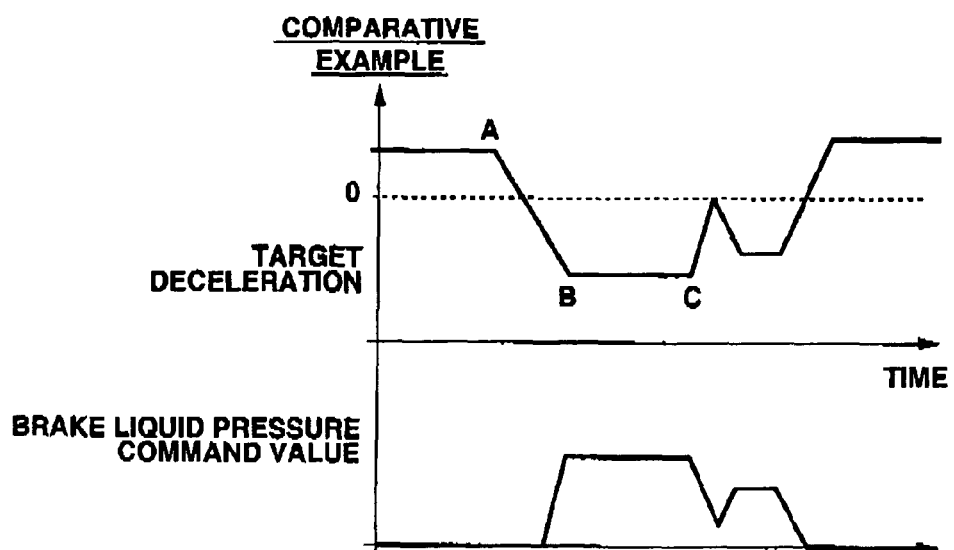 COMPARATIVE
EXAMPLE
A
0
TARGET
DECELERATION
B
C
TIME
BRAKE LIQUID PRESSURE
COMMAND VALUE